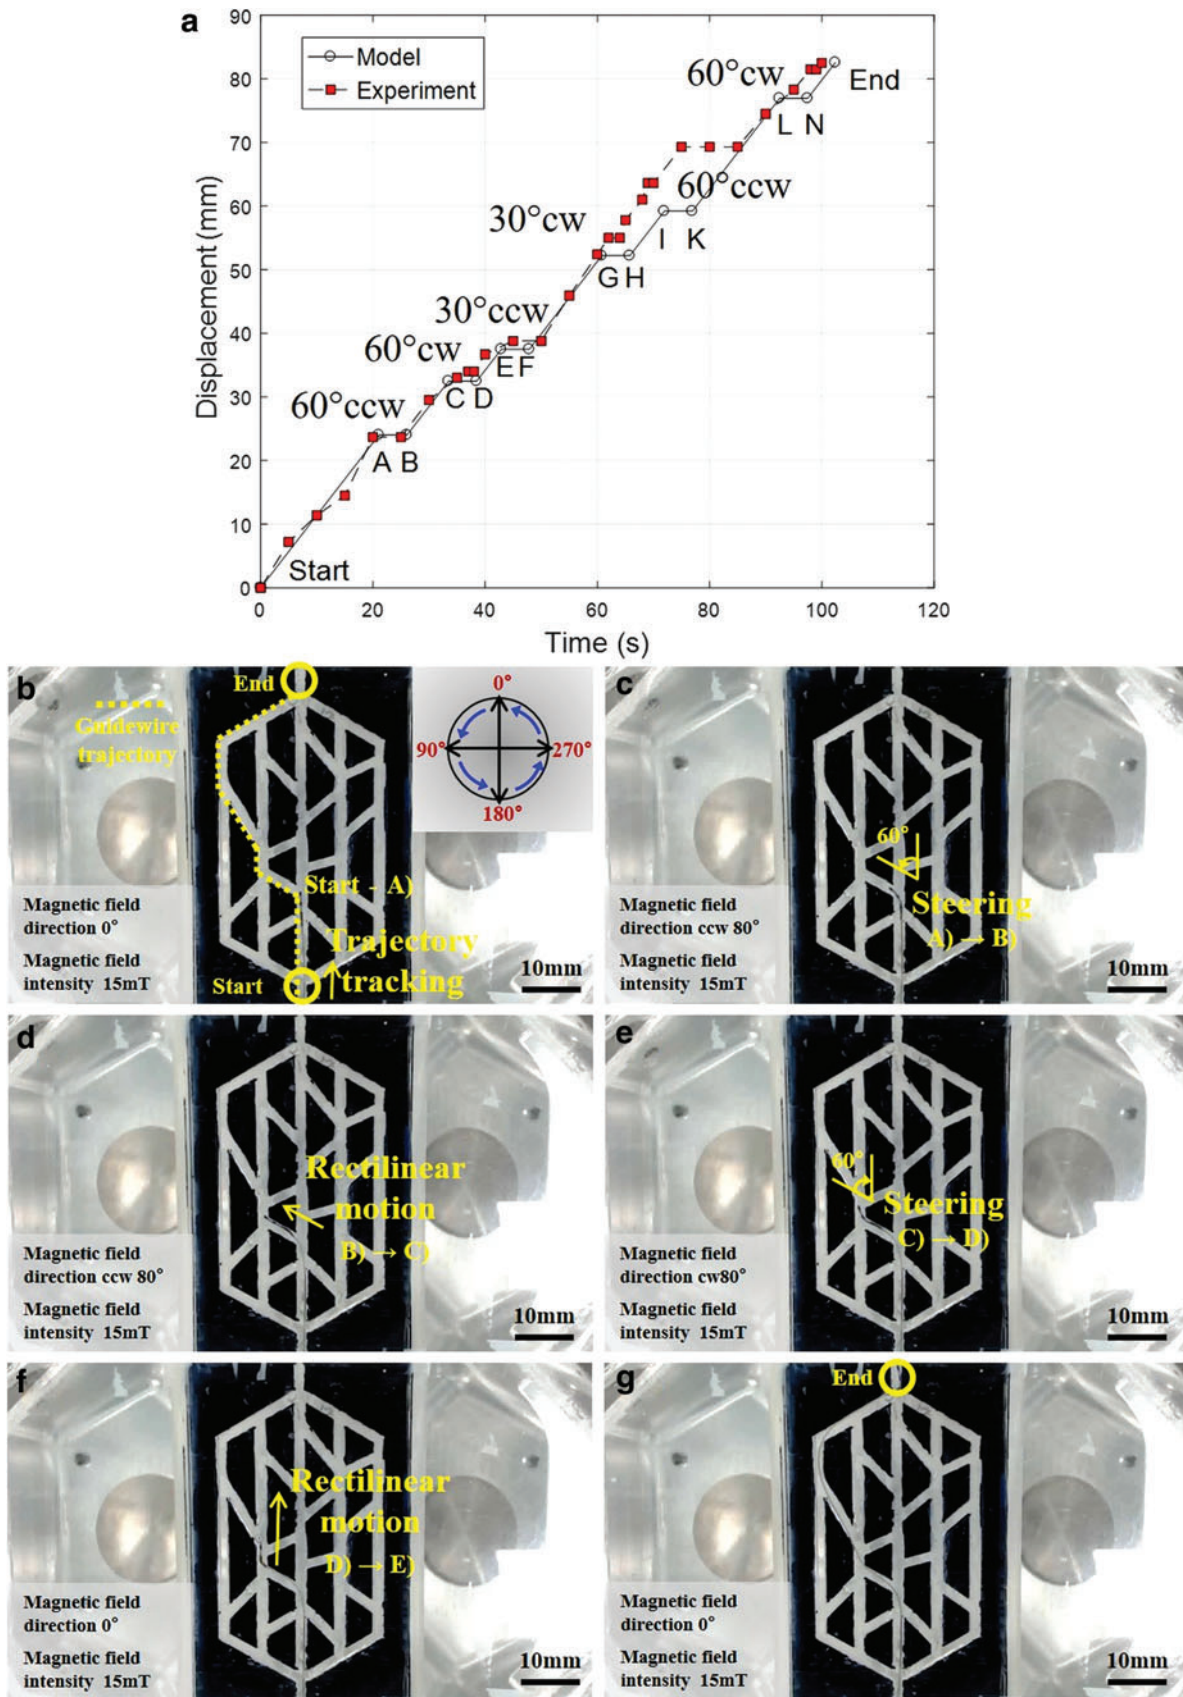 a
90
80
70
60
50
40
30
20
10
0
Displacement (mm)
Model
Experiment
60°ccw
60°cw
30°ccw
30°cw
60°ccw
60°cw
Start
A B
C D
E F
G H
I K
L N
End
0 20 40 60 80 100 120
Time (s)
b
End
Guidewire
trajectory
0°
90°
270°
180°
Start - A)
Trajectory
tracking
Start
Magnetic field
direction 0°
Magnetic field
intensity 15mT
10mm
c
60°
Steering
A) → B)
Magnetic field
direction ccw 80°
Magnetic field
intensity 15mT
10mm
d
Rectilinear
motion
B) → C)
Magnetic field
direction ccw 80°
Magnetic field
intensity 15mT
10mm
e
60°
Steering
C) → D)
Magnetic field
direction cw80°
Magnetic field
intensity 15mT
10mm
f
Rectilinear
motion
D) → E)
Magnetic field
direction 0°
Magnetic field
intensity 15mT
10mm
g
End
Magnetic field
direction 0°
Magnetic field
intensity 15mT
10mm